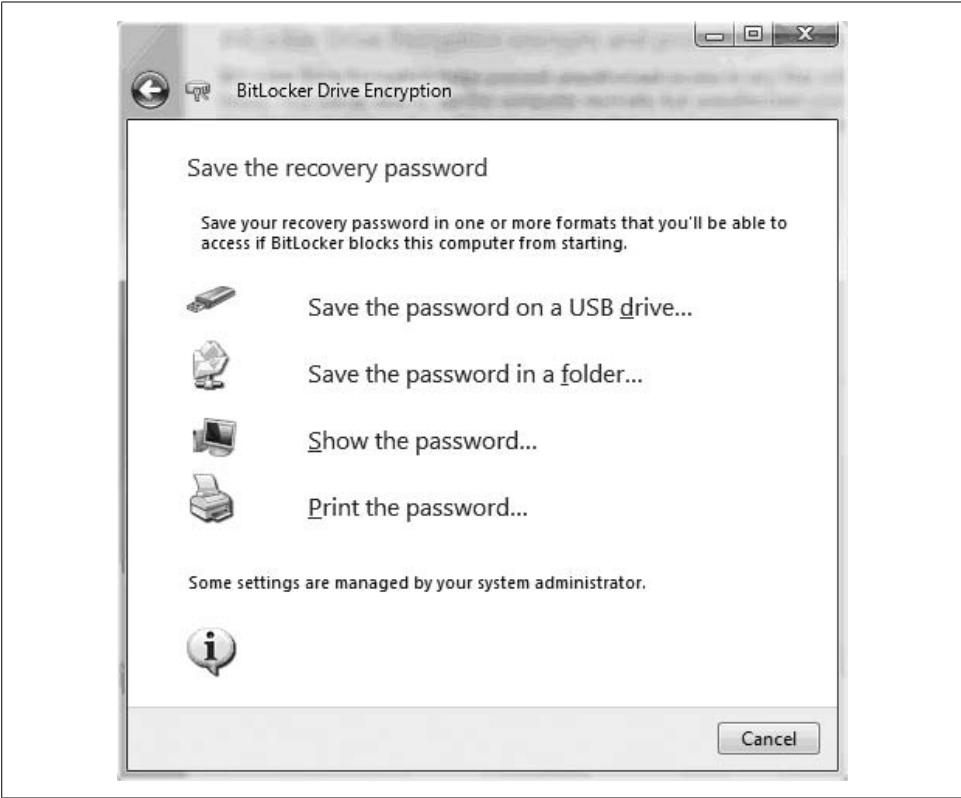 BitLocker Drive Encryption
Save the recovery password
Save your recovery password in one or more formats that you'll be able to
access if BitLocker blocks this computer from starting.
Save the password on a USB drive...
Save the password in a folder...
Show the password...
Print the password...
Some settings are managed by your system administrator.
Cancel